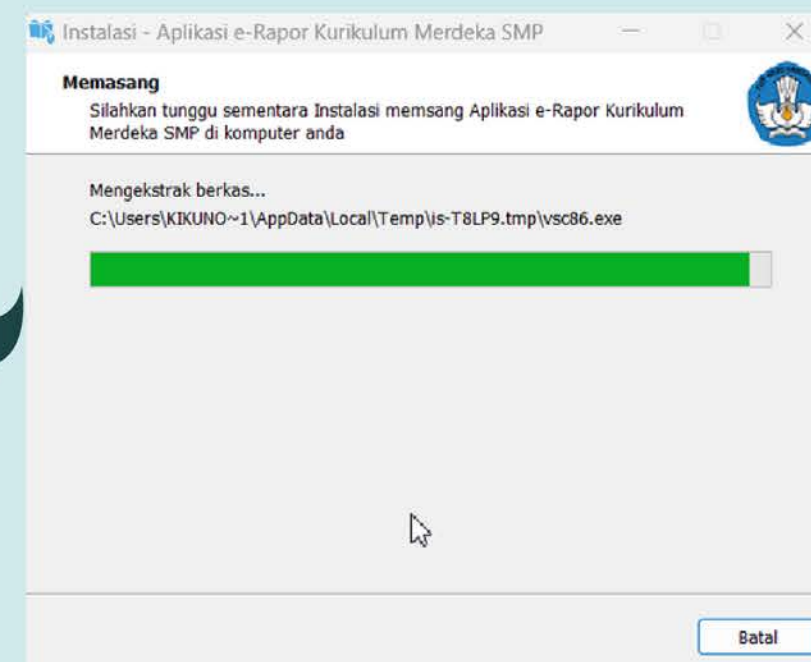 Instalasi - Aplikasi e-Rapor Kurikulum Merdeka SMP
Memasang
Silahkan tunggu sementara Instalasi memsang Aplikasi e-Rapor Kurikulum
Merdeka SMP di komputer anda
Mengekstrak berkas...
C:\Users\KIKUNO~1\AppData\Local\Temp\is-T8LP9.tmp\vsc86.exe
Batal